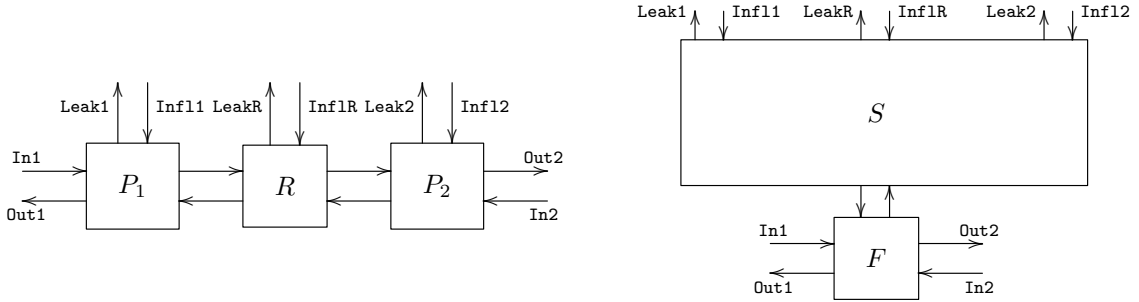 Leak1 Infl1 LeakR InflR Leak2 Infl2
In1 Out2
P1 R P2
Out1 In2
Leak1 Infl1 LeakR InflR Leak2 Infl2
S
In1 Out2
F
Out1 In2